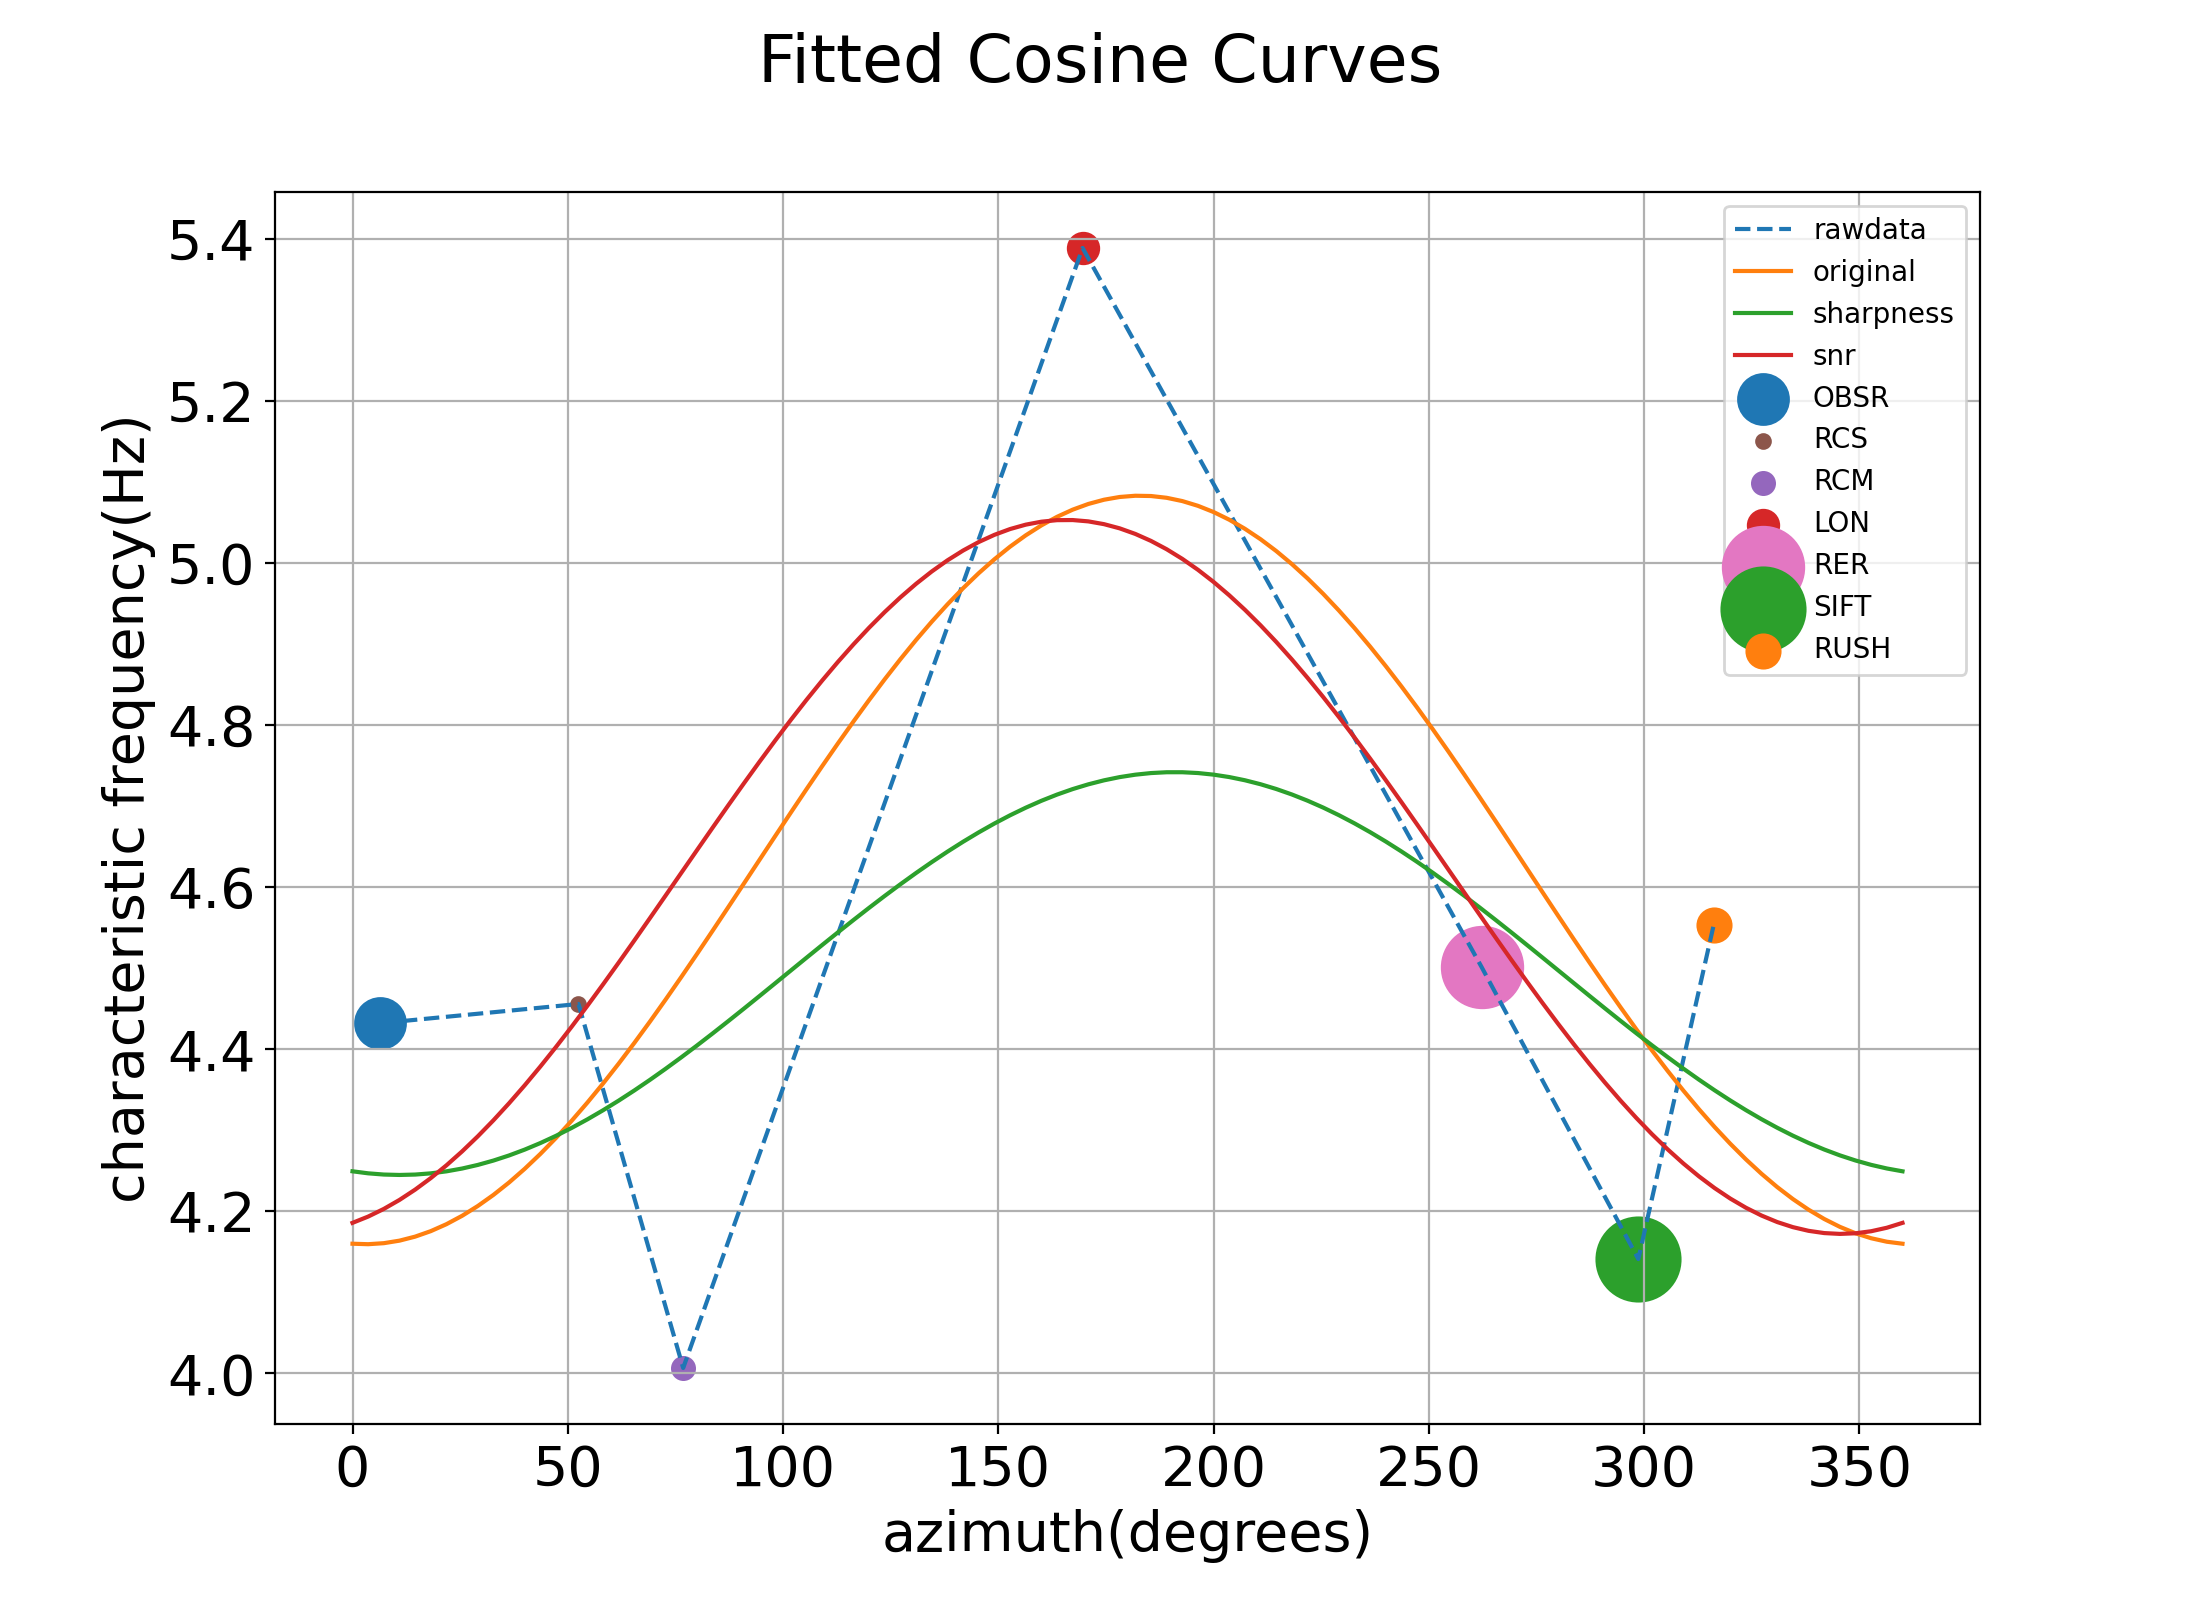 Fitted Cosine Curves
characteristic frequency(Hz)
5.4
5.2
5.0
4.8
4.6
4.4
4.2
4.0
rawdata
original
sharpness
snr
OBSR
RCS
RCM
LON
RER
SIFT
RUSH
0 50 100 150 200 250 300 350
azimuth(degrees)